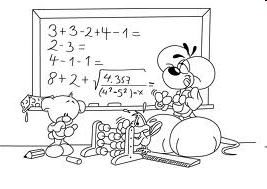 3+3-2+4-1=
2-3=
4-1-1=
8+2+√4.357=
(4²-5²)-x